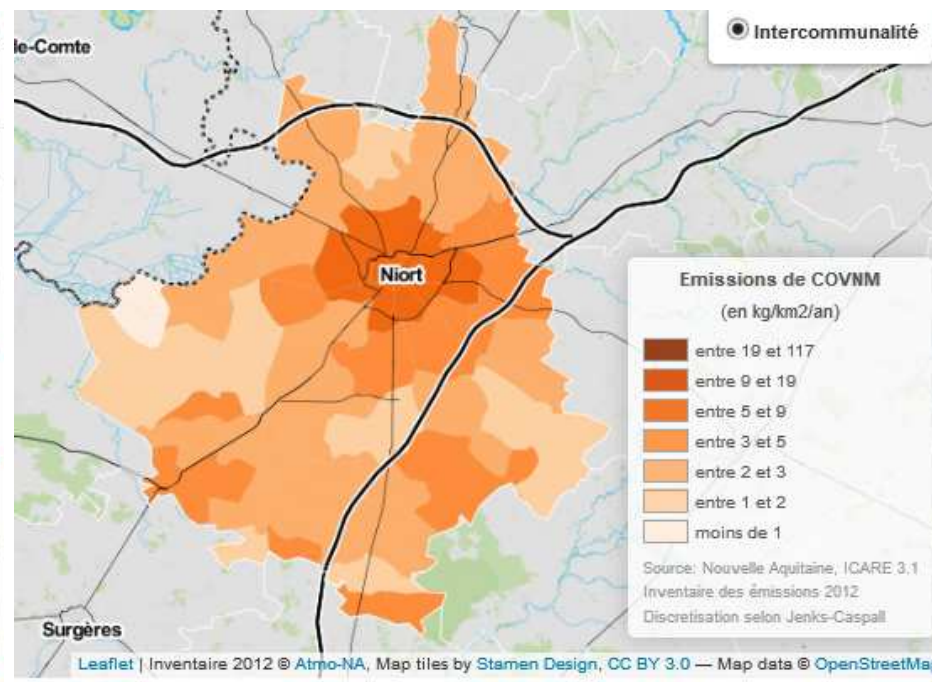 le-Comte
Intercommunalité
Niort
Emissions de COVNM
(en kg/km2/an)
entre 19 et 117
entre 9 et 19
entre 5 et 9
entre 3 et 5
entre 2 et 3
entre 1 et 2
moins de 1
Source: Nouvelle Aquitaine, ICARE 3.1
Inventaire des émissions 2012
Discretisation selon Jenks-Caspall
Surgères
Leaflet | Inventaire 2012 © Atmo-NA, Map tiles by Stamen Design, CC BY 3.0 — Map data © OpenStreetMa